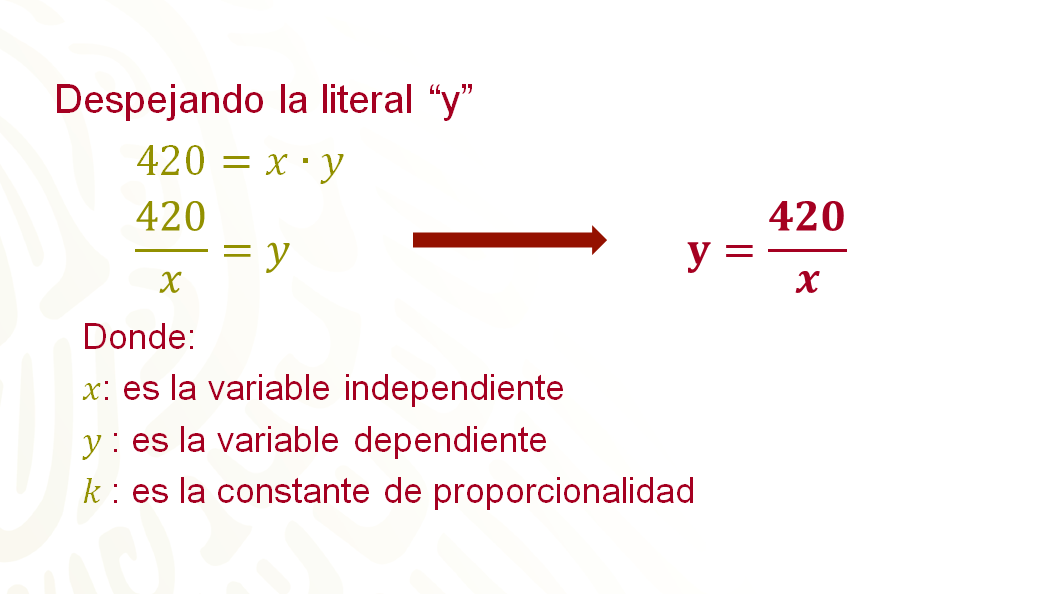 Despejando la literal “y”
420 = x · y
420/x = y
y = 420/x
Donde:
x: es la variable independiente
y : es la variable dependiente
k : es la constante de proporcionalidad